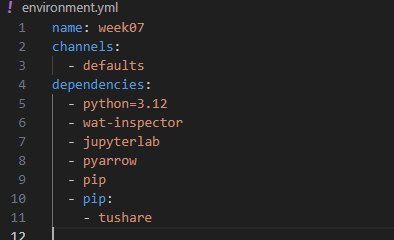 ! environment.yml
1 name: week07
2 channels:
3   - defaults
4 dependencies:
5   - python=3.12
6   - wat-inspector
7   - jupyterlab
8   - pyarrow
9   - pip
10   - pip:
11     - tushare
12